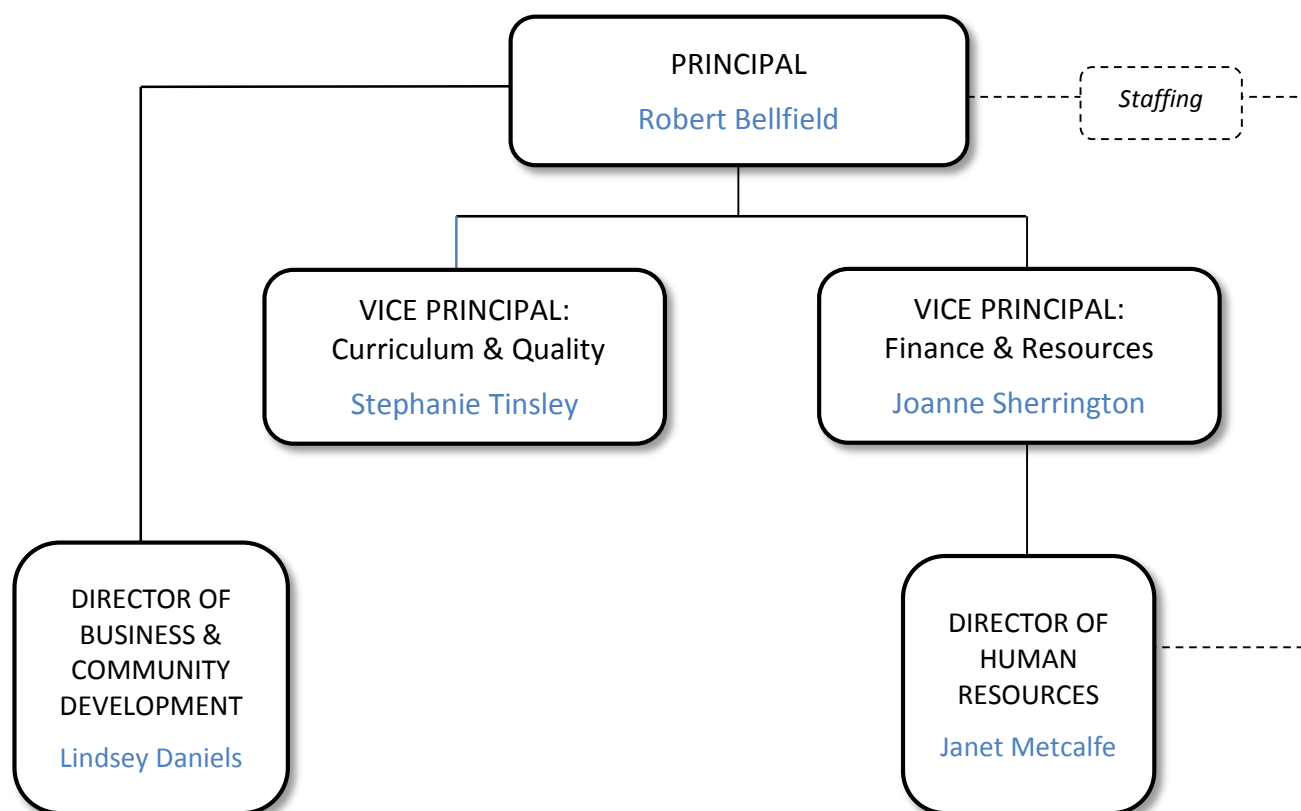 PRINCIPAL
Robert Bellfield
Staffing
VICE PRINCIPAL:
Curriculum & Quality
Stephanie Tinsley
VICE PRINCIPAL:
Finance & Resources
Joanne Sherrington
DIRECTOR OF
BUSINESS &
COMMUNITY
DEVELOPMENT
Lindsey Daniels
DIRECTOR OF
HUMAN
RESOURCES
Janet Metcalfe